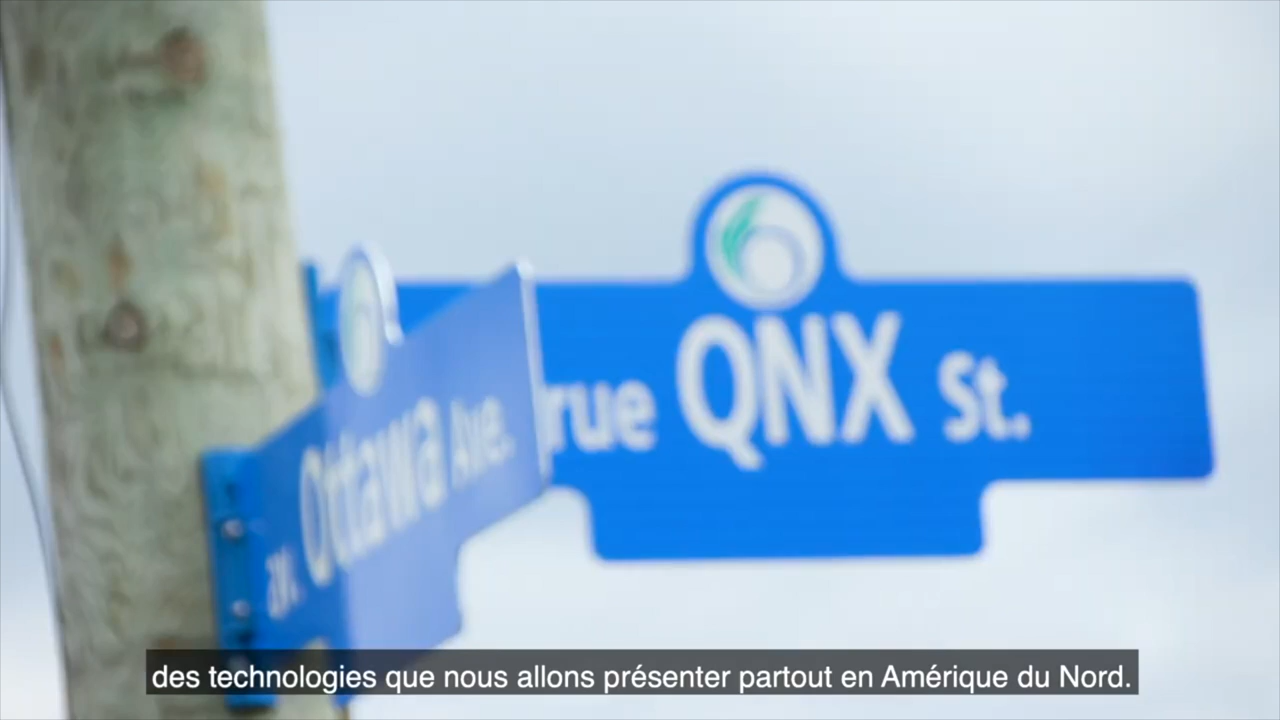 rue QNX St.
av. Ottawa Ave.
des technologies que nous allons présenter partout en Amérique du Nord.